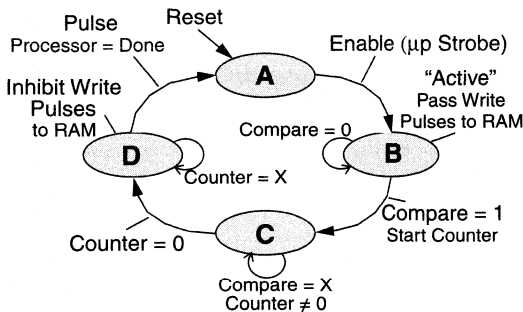 Reset
Pulse
Processor = Done
A
Enable (μp Strobe)
"Active"
Pass Write
Pulses to RAM
Compare = 0
B
Compare = 1
Start Counter
C
Compare = X
Counter ≠ 0
Counter = 0
D
Counter = X
Inhibit Write
Pulses
to RAM